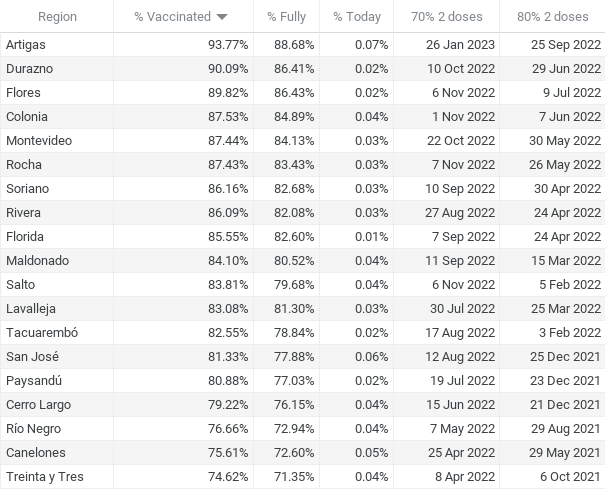 Region % Vaccinated % Fully % Today 70% 2 doses 80% 2 doses
Artigas 93.77% 88.68% 0.07% 26 Jan 2023 25 Sep 2022
Durazno 90.09% 86.41% 0.02% 10 Oct 2022 29 Jun 2022
Flores 89.82% 86.43% 0.02% 6 Nov 2022 9 Jul 2022
Colonia 87.53% 84.89% 0.04% 1 Nov 2022 7 Jun 2022
Montevideo 87.44% 84.13% 0.03% 22 Oct 2022 30 May 2022
Rocha 87.43% 83.43% 0.03% 7 Nov 2022 26 May 2022
Soriano 86.16% 82.68% 0.03% 10 Sep 2022 30 Apr 2022
Rivera 86.09% 82.08% 0.03% 27 Aug 2022 24 Apr 2022
Florida 85.55% 82.60% 0.01% 7 Sep 2022 24 Apr 2022
Maldonado 84.10% 80.52% 0.04% 11 Sep 2022 15 Mar 2022
Salto 83.81% 79.68% 0.04% 6 Nov 2022 5 Feb 2022
Lavalleja 83.08% 81.30% 0.03% 30 Jul 2022 25 Mar 2022
Tacuarembó 82.55% 78.84% 0.02% 17 Aug 2022 3 Feb 2022
San José 81.33% 77.88% 0.06% 12 Aug 2022 25 Dec 2021
Paysandú 80.88% 77.03% 0.02% 19 Jul 2022 23 Dec 2021
Cerro Largo 79.22% 76.15% 0.04% 15 Jun 2022 21 Dec 2021
Río Negro 76.66% 72.94% 0.04% 7 May 2022 29 Aug 2021
Canelones 75.61% 72.60% 0.05% 25 Apr 2022 29 May 2021
Treinta y Tres 74.62% 71.35% 0.04% 8 Apr 2022 6 Oct 2021